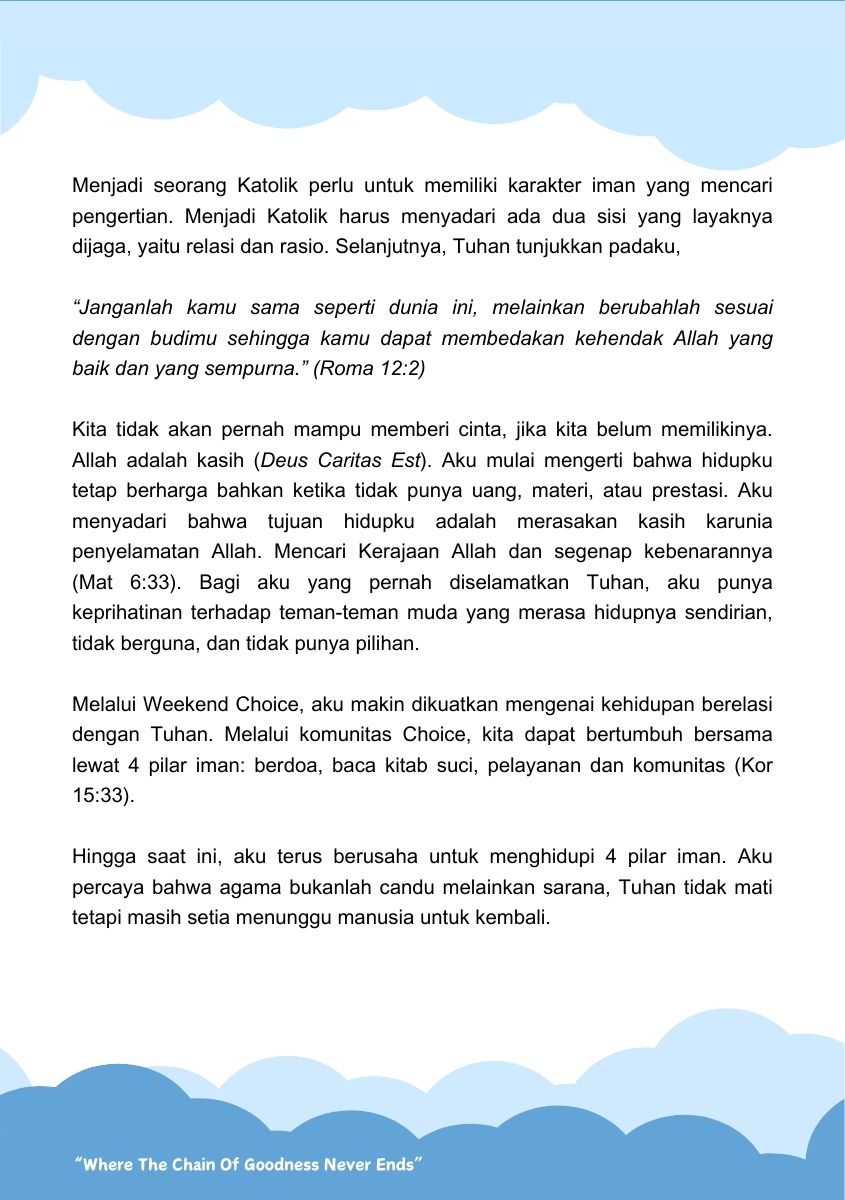 Menjadi seorang Katolik perlu untuk memiliki karakter iman yang mencari
pengertian. Menjadi Katolik harus menyadari ada dua sisi yang layaknya
dijaga, yaitu relasi dan rasio. Selanjutnya, Tuhan tunjukkan padaku,
“Janganlah kamu sama seperti dunia ini, melainkan berubahlah sesuai
dengan budimu sehingga kamu dapat membedakan kehendak Allah yang
baik dan yang sempurna.” (Roma 12:2)
Kita tidak akan pernah mampu memberi cinta, jika kita belum memilikinya.
Allah adalah kasih (Deus Caritas Est). Aku mulai mengerti bahwa hidupku
tetap berharga bahkan ketika tidak punya uang, materi, atau prestasi. Aku
menyadari bahwa tujuan hidupku adalah merasakan kasih karunia
penyelamatan Allah. Mencari Kerajaan Allah dan segenap kebenarannya
(Mat 6:33). Bagi aku yang pernah diselamatkan Tuhan, aku punya
keprihatinan terhadap teman-teman muda yang merasa hidupnya sendirian,
tidak berguna, dan tidak punya pilihan.
Melalui Weekend Choice, aku makin dikuatkan mengenai kehidupan berelasi
dengan Tuhan. Melalui komunitas Choice, kita dapat bertumbuh bersama
lewat 4 pilar iman: berdoa, baca kitab suci, pelayanan dan komunitas (Kor
15:33).
Hingga saat ini, aku terus berusaha untuk menghidupi 4 pilar iman. Aku
percaya bahwa agama bukanlah candu melainkan sarana, Tuhan tidak mati
tetapi masih setia menunggu manusia untuk kembali.
“Where The Chain Of Goodness Never Ends”